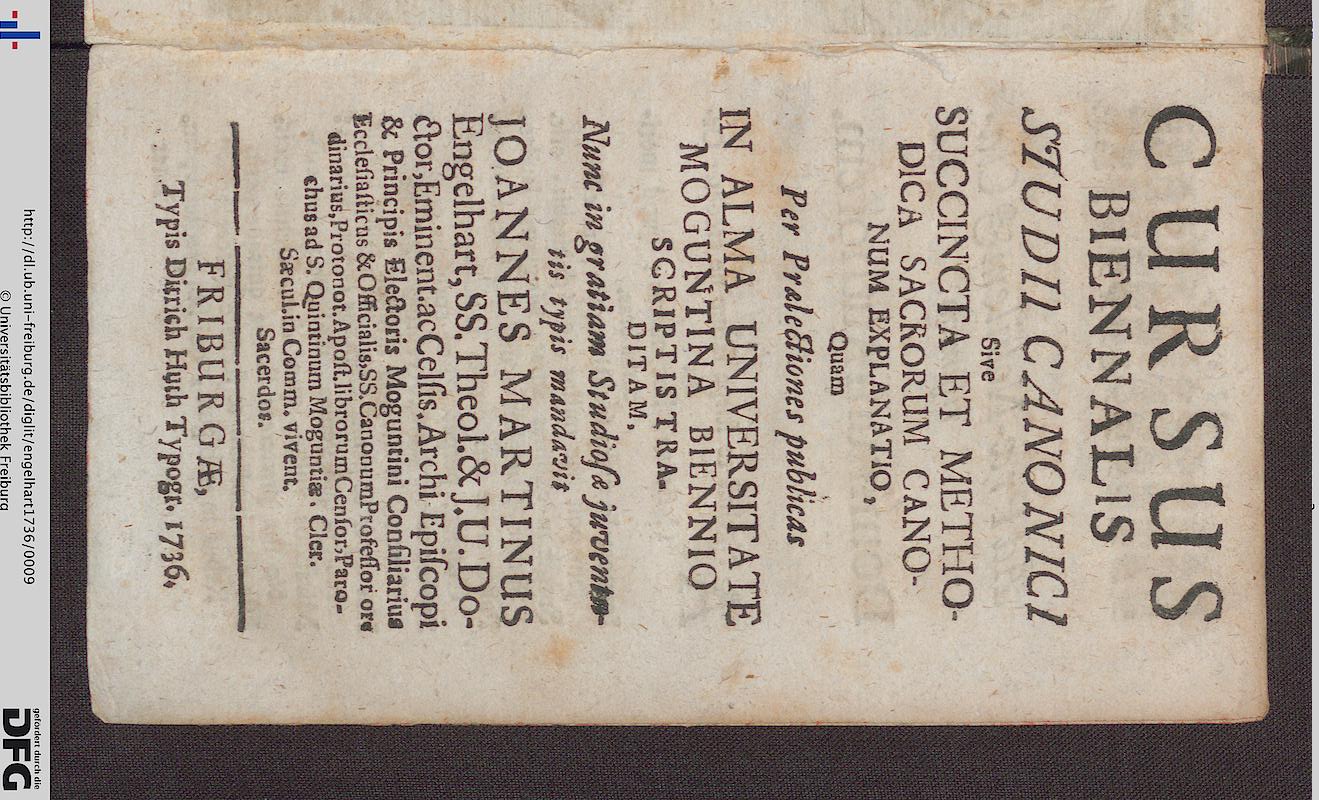 CURSUS
BIENNALIS
STUDII CANONICI
Sive
SUCCINCTA ET METHO-
DICA SACRORUM CANO-
NUM EXPLANATIO,
Quam
Per Prælectiones publicas
IN ALMA UNIVERSITATE
MOGUNTINA BIENNIO
SCRIPTIS TRA-
DITAM,
Nunc in gratiam Studioſæ juventu-
tis typis mandavit
JOANNES MARTINUS
Engelhart, SS. Theol. & J. U. Do-
ctor, Eminent. ac Celſis. Archi-Epiſcopi
& Principis Electoris Moguntini Conſiliarius
Eccleſiaſticus & Officialis, SS. Canonum Profeſſor or-
dinarius, Protonot. Apoſt. librorum Cenſor, Paro-
chus ad S. Quintinum Moguntiæ. Cler.
Sæcul. in Comm. vivent.
Sacerdos.
FRIBURGÆ,
Typis Dirich Huth Typogr. 1736.
http://dl.ub.uni-freiburg.de/diglit/engelhart1736/0009
© Universitätsbibliothek Freiburg
gefördert durch die
DFG